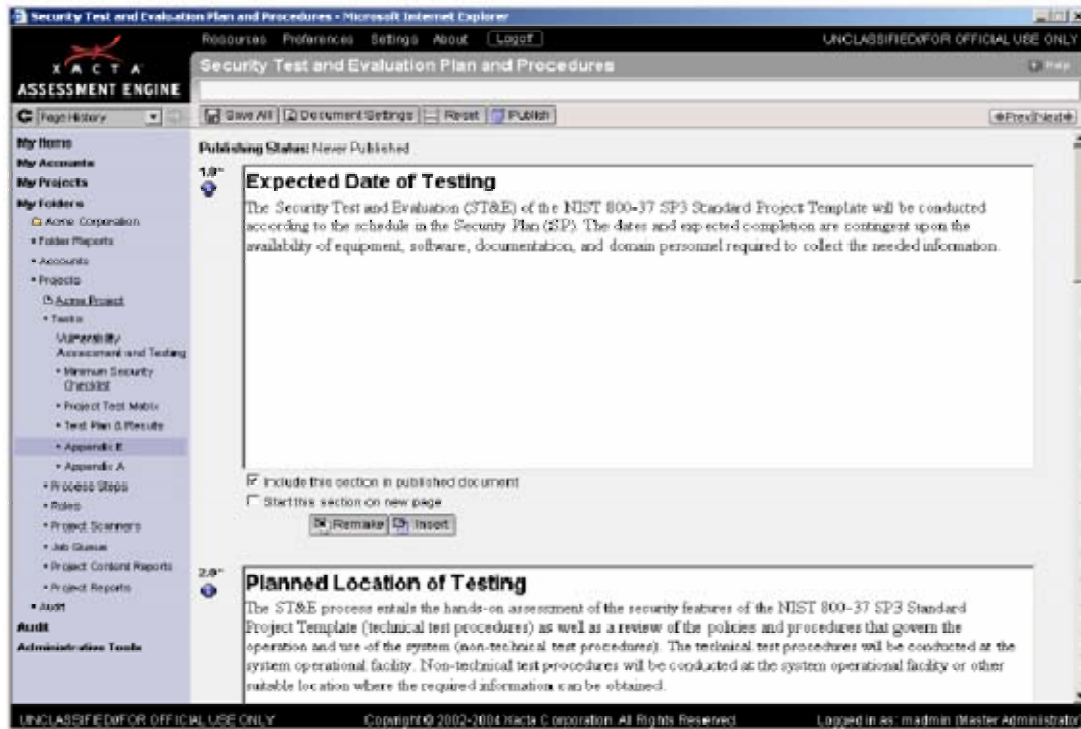 Security Test and Evaluation Plan and Procedures - Microsoft Internet Explorer
Resources Preferences Settings About Logoff UNCLASSIFIED/FOR OFFICIAL USE ONLY
XACTA
ASSESSMENT ENGINE
Security Test and Evaluation Plan and Procedures
Help
Page History
Save All Document Settings Reset Publish
Prev Next
My Home
My Accounts
My Projects
My Folders
Acme Corporation
Folder Reports
Accounts
Projects
Acme Project
Tests
Vulnerability
Assessment and Testing
Minimum Security
Checklist
Project Test Matrix
Test Plan & Results
Appendix E
Appendix A
Process Steps
Roles
Project Scanners
Job Queue
Project Content Reports
Project Reports
Audit
Audit
Administrative Tools
Publishing Status: Never Published
1.0
Expected Date of Testing
The Security Test and Evaluation (ST&E) of the NIST 800-37 SP3 Standard Project Template will be conducted
according to the schedule in the Security Plan (SP). The dates and expected completion are contingent upon the
availability of equipment, software, documentation, and domain personnel required to collect the needed information.
Include this section in published document
Start this section on new page
Remake Insert
2.0
Planned Location of Testing
The ST&E process entails the hands-on assessment of the security features of the NIST 800-37 SP3 Standard
Project Template (technical test procedures) as well as a review of the policies and procedures that govern the
operation and use of the system (non-technical test procedures). The technical test procedures will be conducted at the
system operational facility. Non-technical test procedures will be conducted at the system operational facility or other
suitable location where the required information can be obtained.
UNCLASSIFIED/FOR OFFICIAL USE ONLY Copyright © 2002-2004 Xacta Corporation. All Rights Reserved. Logged in as: madmin (Master Administrator